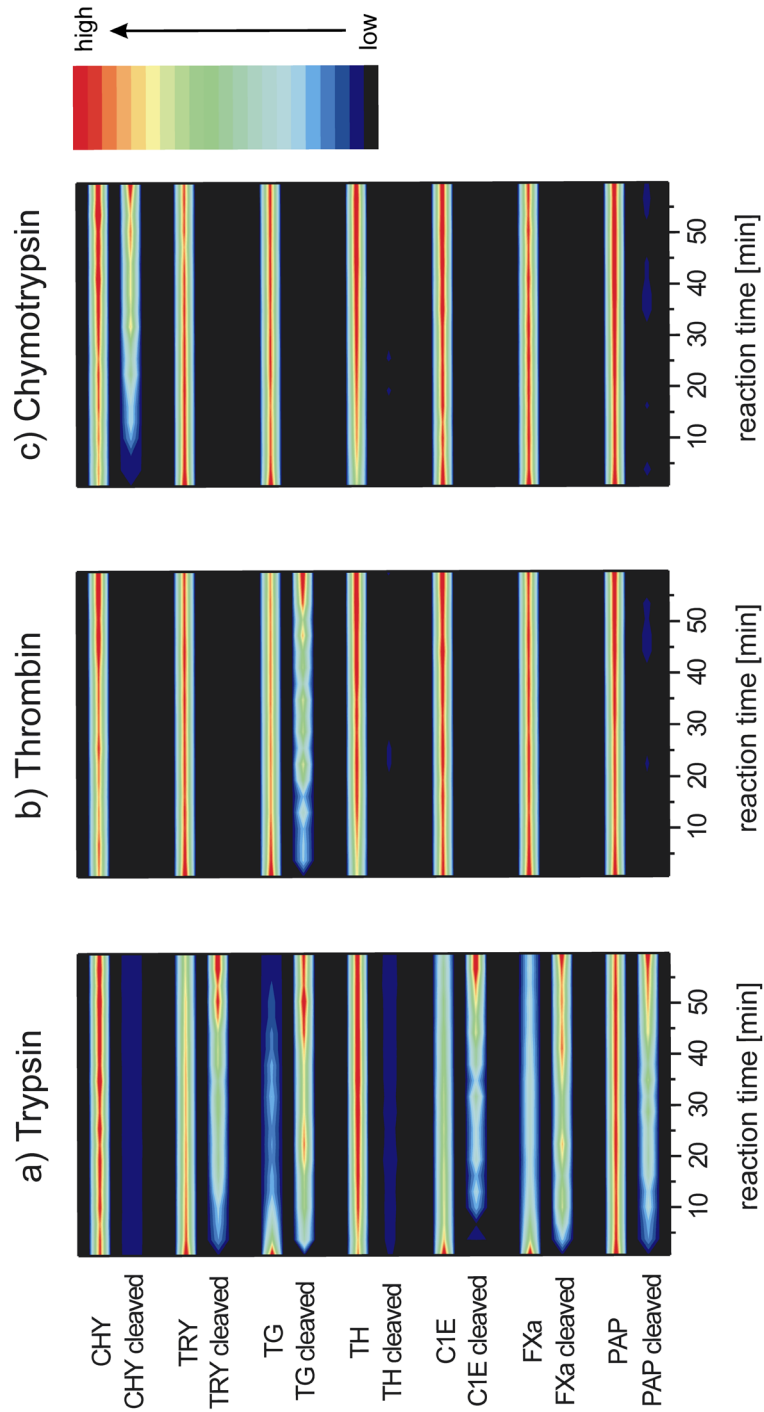 high
low
c) Chymotrypsin
10 20 30 40 50
reaction time [min]
b) Thrombin
10 20 30 40 50
reaction time [min]
a) Trypsin
10 20 30 40 50
reaction time [min]
CHY
CHY cleaved
TRY
TRY cleaved
TG
TG cleaved
TH
TH cleaved
C1E
C1E cleaved
FXa
FXa cleaved
PAP
PAP cleaved